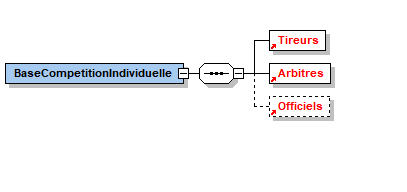 Tireurs
BaseCompetitionIndividuelle
Arbitres
Officiels